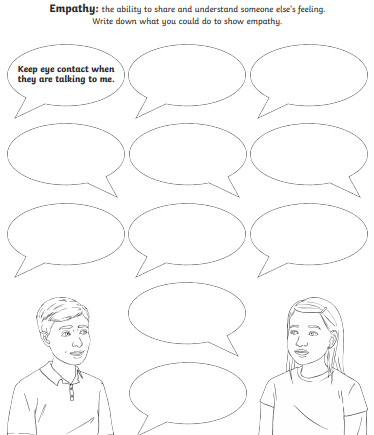 Empathy: the ability to share and understand someone else's feeling.
Write down what you could do to show empathy.
Keep eye contact when
they are talking to me.